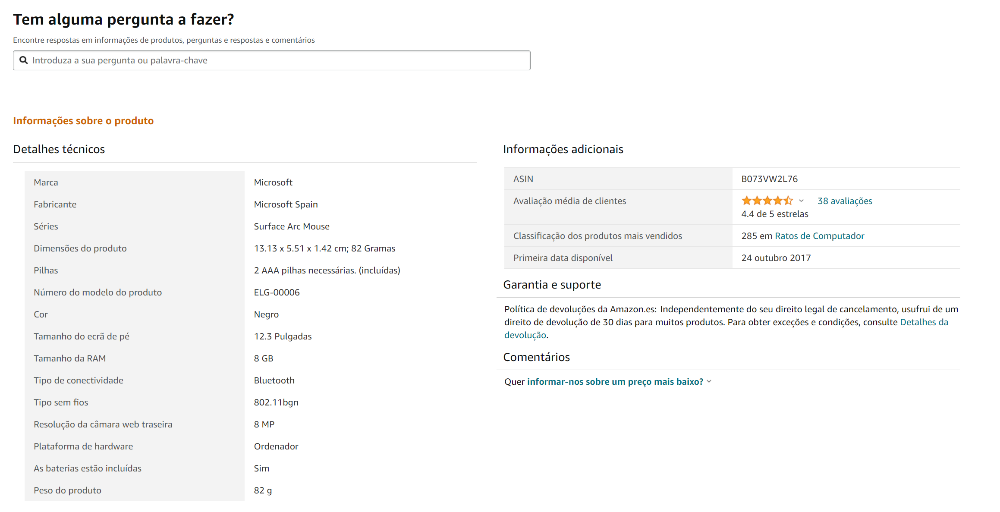 Tem alguma pergunta a fazer?
Encontre respostas em informações de produtos, perguntas e respostas e comentários
Introduza a sua pergunta ou palavra-chave
Informações sobre o produto
Detalhes técnicos
Marca Microsoft
Fabricante Microsoft Spain
Séries Surface Arc Mouse
Dimensões do produto 13.13 x 5.51 x 1.42 cm; 82 Gramas
Pilhas 2 AAA pilhas necessárias. (incluídas)
Número do modelo do produto ELG-00006
Cor Negro
Tamanho do ecrã de pé 12.3 Pulgadas
Tamanho da RAM 8 GB
Tipo de conectividade Bluetooth
Tipo sem fios 802.11bgn
Resolução da câmara web traseira 8 MP
Plataforma de hardware Ordenador
As baterias estão incluídas Sim
Peso do produto 82 g
Informações adicionais
ASIN B073VW2L76
Avaliação média de clientes 38 avaliações
4.4 de 5 estrelas
Classificação dos produtos mais vendidos 285 em Ratos de Computador
Primeira data disponível 24 outubro 2017
Garantia e suporte
Política de devoluções da Amazon.es: Independentemente do seu direito legal de cancelamento, usufrui de um
direito de devolução de 30 dias para muitos produtos. Para obter exceções e condições, consulte Detalhes da
devolução.
Comentários
Quer informar-nos sobre um preço mais baixo?